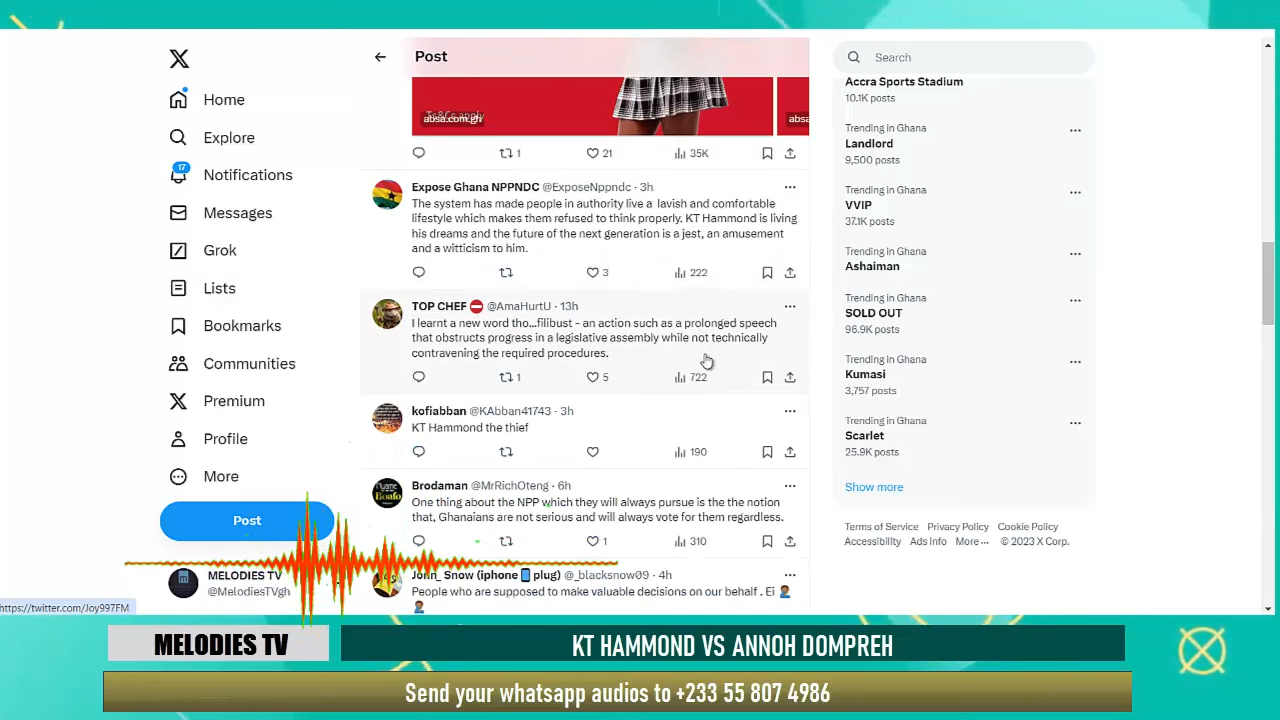 Home
Explore
17
Notifications
Messages
Grok
Lists
Bookmarks
Communities
Premium
Profile
More
Post
MELODIES TV
@MelodiesTVgh
https://twitter.com/Joy997FM
Post
Ts&Cs apply
absa.com.gh
absa
1
21
35K
Expose Ghana NPPNDC @ExposeNppndc · 3h
The system has made people in authority live a lavish and comfortable
lifestyle which makes them refused to think properly. KT Hammond is living
his dreams and the future of the next generation is a jest, an amusement
and a witticism to him.
3
222
TOP CHEF ⛔ @AmaHurtU · 13h
I learnt a new word tho...filibust - an action such as a prolonged speech
that obstructs progress in a legislative assembly while not technically
contravening the required procedures.
1
5
722
kofiabban @KAbban41743 · 3h
KT Hammond the thief
190
Brodaman @MrRichOteng · 6h
One thing about the NPP which they will always pursue is the the notion
that, Ghanaians are not serious and will always vote for them regardless.
1
310
John_Snow (iphone📱plug) @_blacksnow09 · 4h
People who are supposed to make valuable decisions on our behalf . Ei 🤦🏾
🤦🏾
Search
Accra Sports Stadium
10.1K posts
Trending in Ghana
Landlord
9,500 posts
Trending in Ghana
VVIP
37.1K posts
Trending in Ghana
Ashaiman
Trending in Ghana
SOLD OUT
96.9K posts
Trending in Ghana
Kumasi
3,757 posts
Trending in Ghana
Scarlet
25.9K posts
Show more
Terms of Service Privacy Policy Cookie Policy
Accessibility Ads info More ··· © 2023 X Corp.
MELODIES TV
KT HAMMOND VS ANNOH DOMPREH
Send your whatsapp audios to +233 55 807 4986